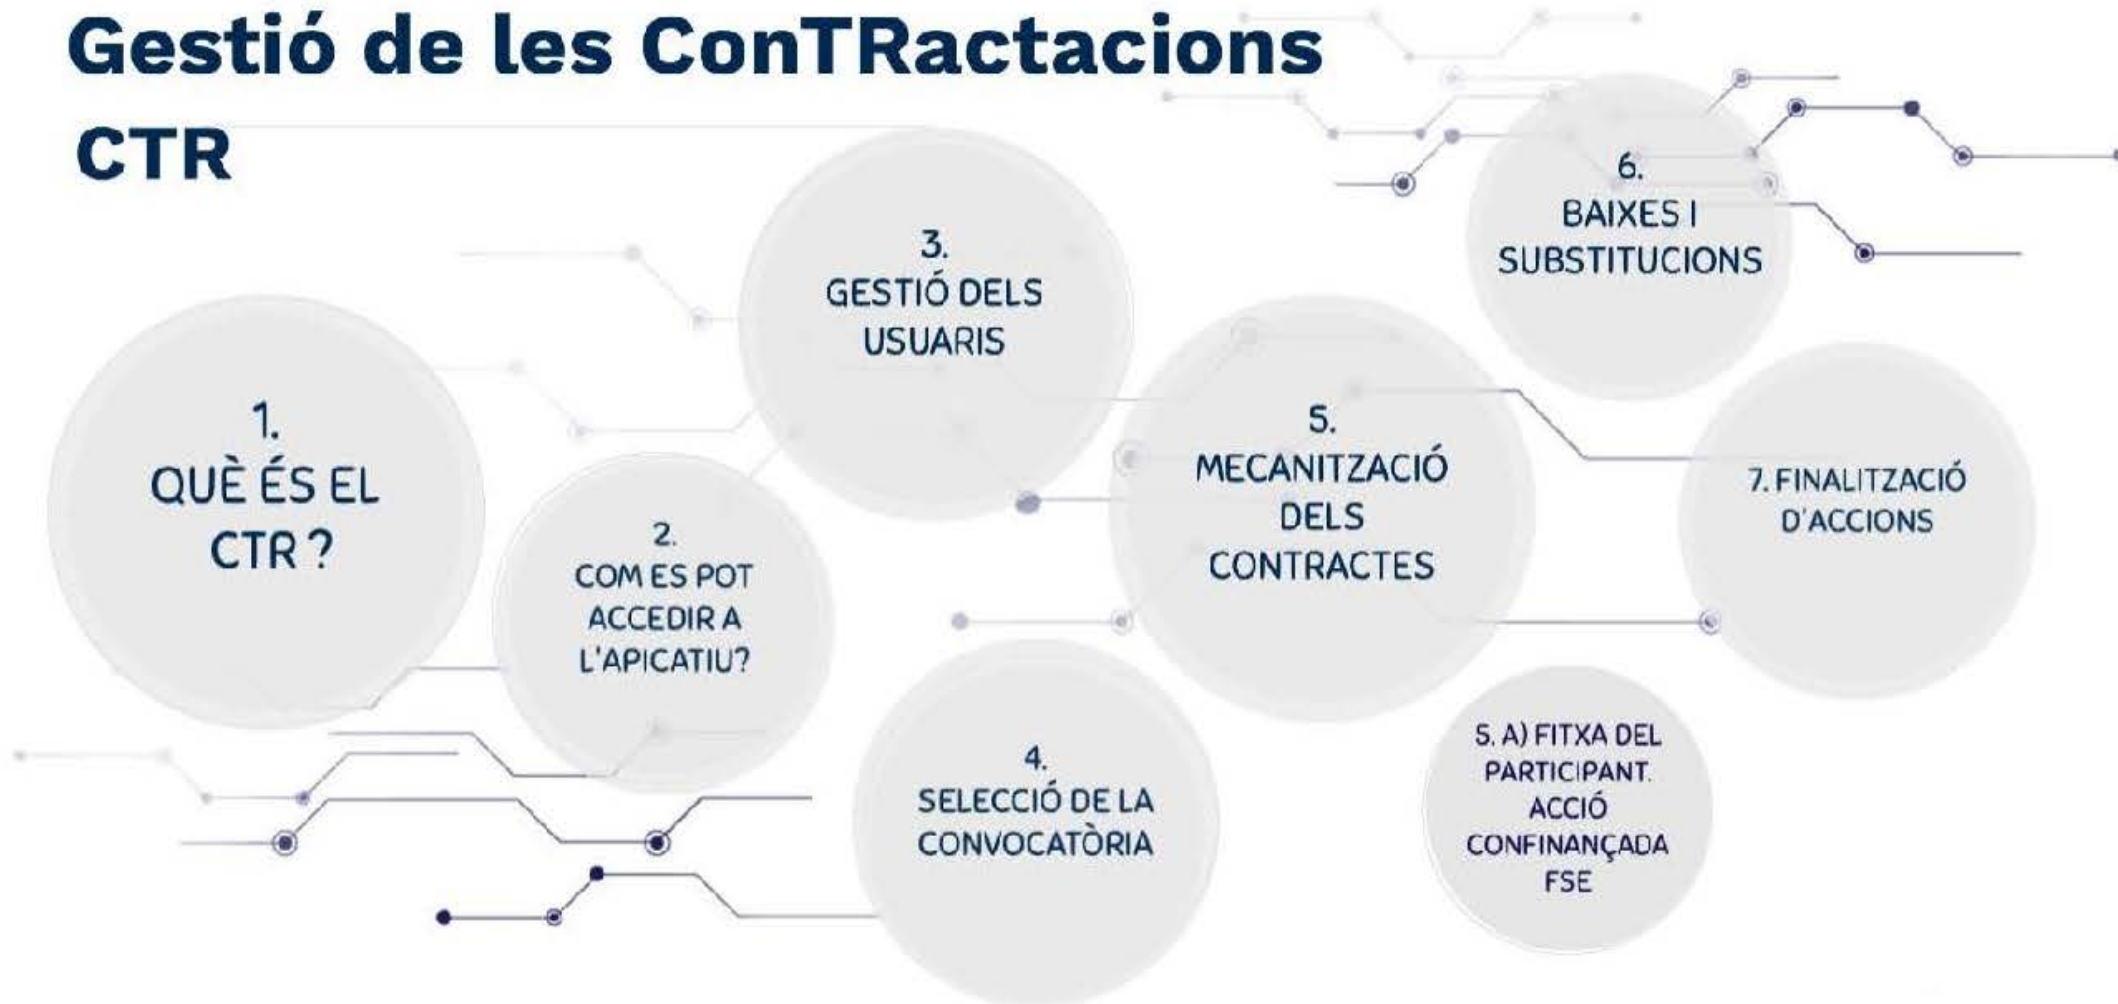 Gestió de les ConTRactacions
CTR
1.
QUÈ ÉS EL
CTR ?
2.
COM ES POT
ACCEDIR A
L'APICATIU?
3.
GESTIÓ DELS
USUARIS
4.
SELECCIÓ DE LA
CONVOCATÒRIA
5.
MECANITZACIÓ
DELS
CONTRACTES
5. A) FITXA DEL
PARTICIPANT.
ACCIÓ
CONFINANÇADA
FSE
6.
BAIXES I
SUBSTITUCIONS
7. FINALITZACIÓ
D'ACCIONS